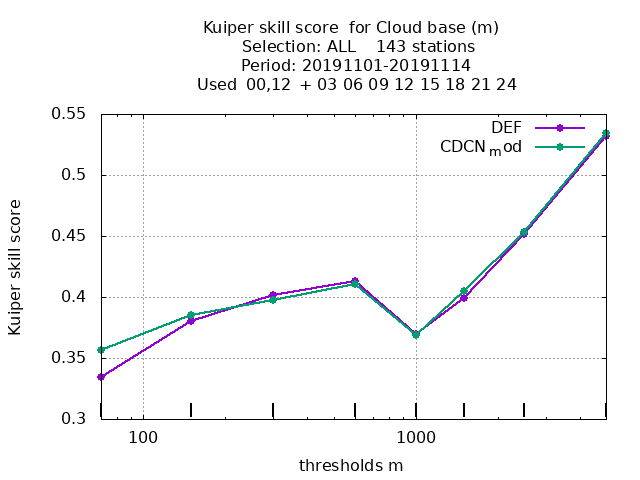 Kuiper skill score  for Cloud base (m)
Selection: ALL    143 stations
Period: 20191101-20191114
Used  00,12  + 03 06 09 12 15 18 21 24
DEF
CDCNmod
Kuiper skill score
0.55
0.5
0.45
0.4
0.35
0.3
100 1000
thresholds m